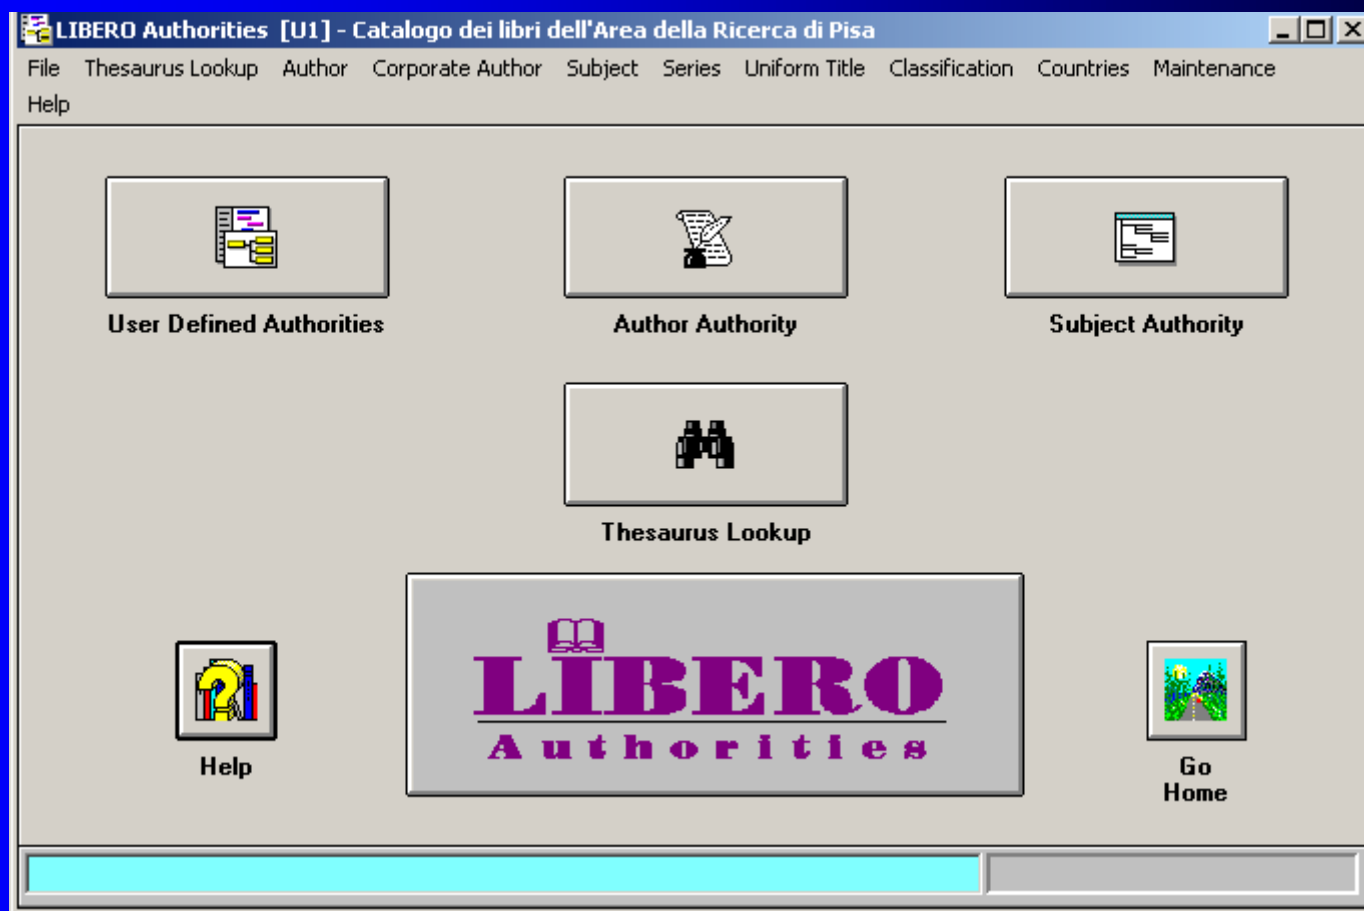 LIBERO Authorities [U1] - Catalogo dei libri dell'Area della Ricerca di Pisa
File Thesaurus Lookup Author Corporate Author Subject Series Uniform Title Classification Countries Maintenance
Help
User Defined Authorities Author Authority Subject Authority
Thesaurus Lookup
LIBERO
Authorities
Help
Go
Home